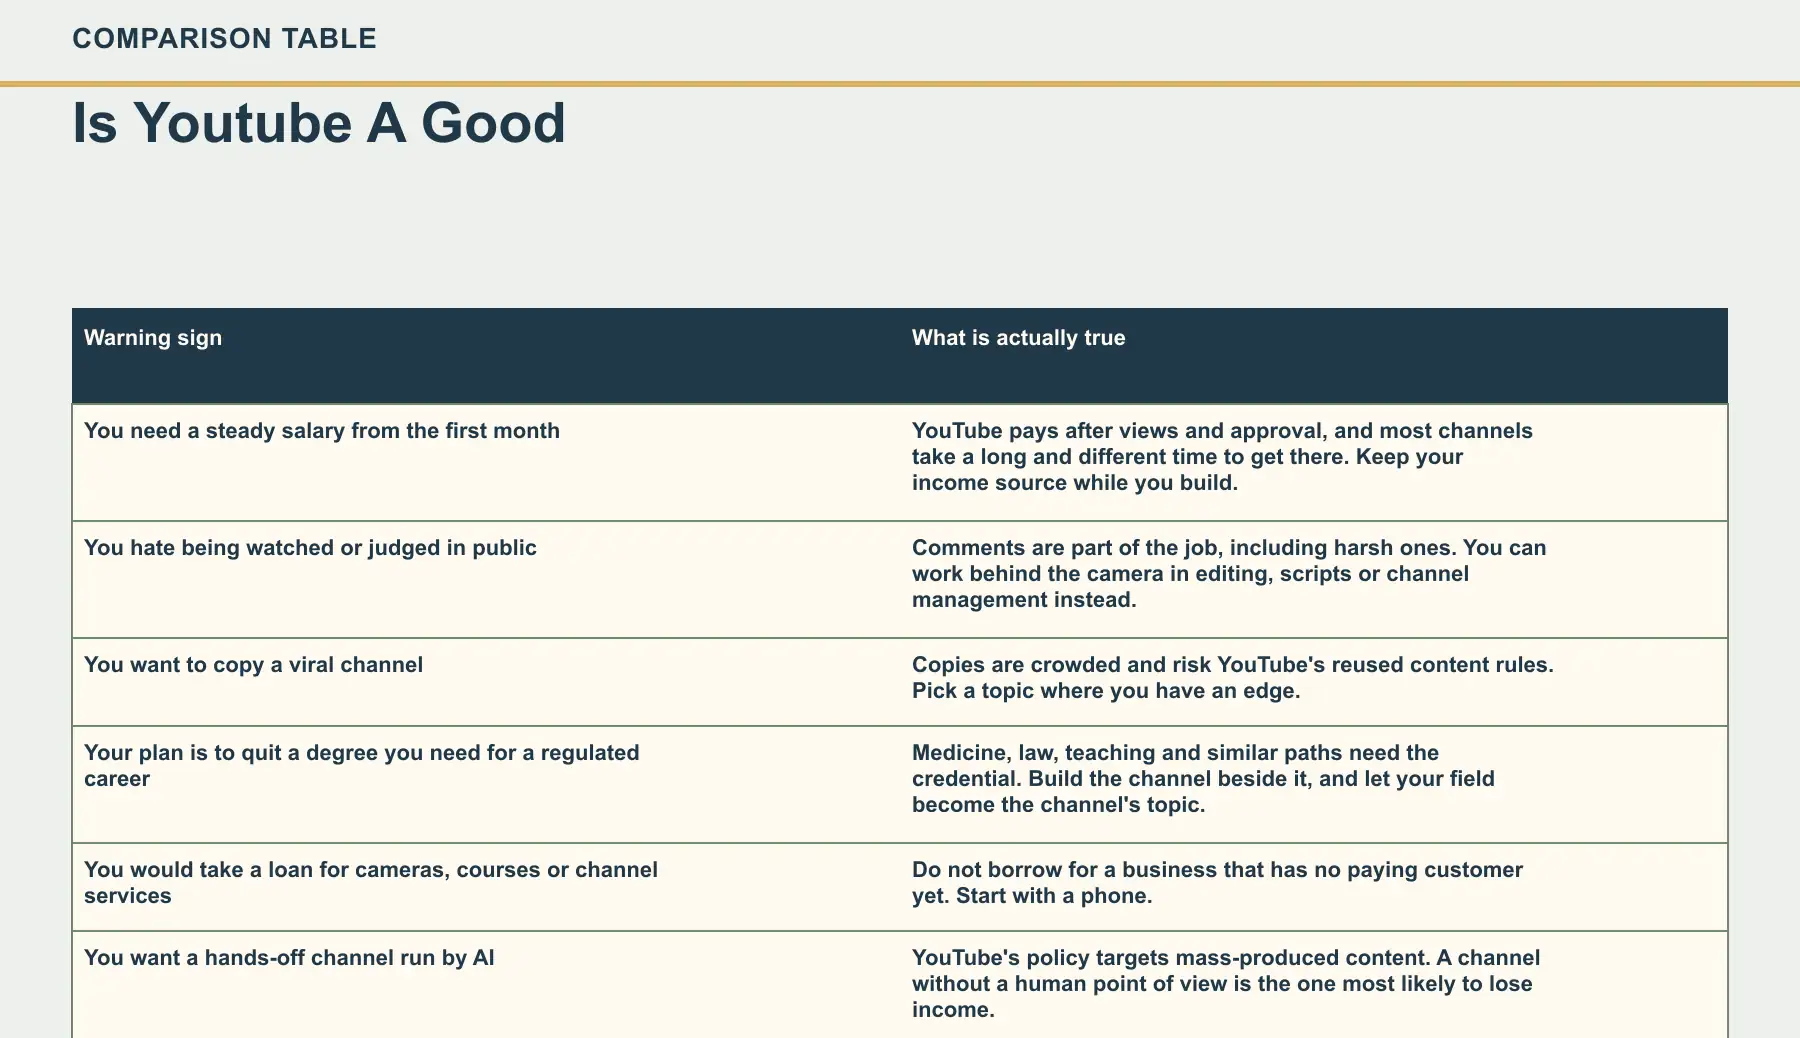 COMPARISON TABLE
Is Youtube A Good
Warning sign
What is actually true
You need a steady salary from the first month
YouTube pays after views and approval, and most channels
take a long and different time to get there. Keep your
income source while you build.
You hate being watched or judged in public
Comments are part of the job, including harsh ones. You can
work behind the camera in editing, scripts or channel
management instead.
You want to copy a viral channel
Copies are crowded and risk YouTube's reused content rules.
Pick a topic where you have an edge.
Your plan is to quit a degree you need for a regulated
career
Medicine, law, teaching and similar paths need the
credential. Build the channel beside it, and let your field
become the channel's topic.
You would take a loan for cameras, courses or channel
services
Do not borrow for a business that has no paying customer
yet. Start with a phone.
You want a hands-off channel run by AI
YouTube's policy targets mass-produced content. A channel
without a human point of view is the one most likely to lose
income.